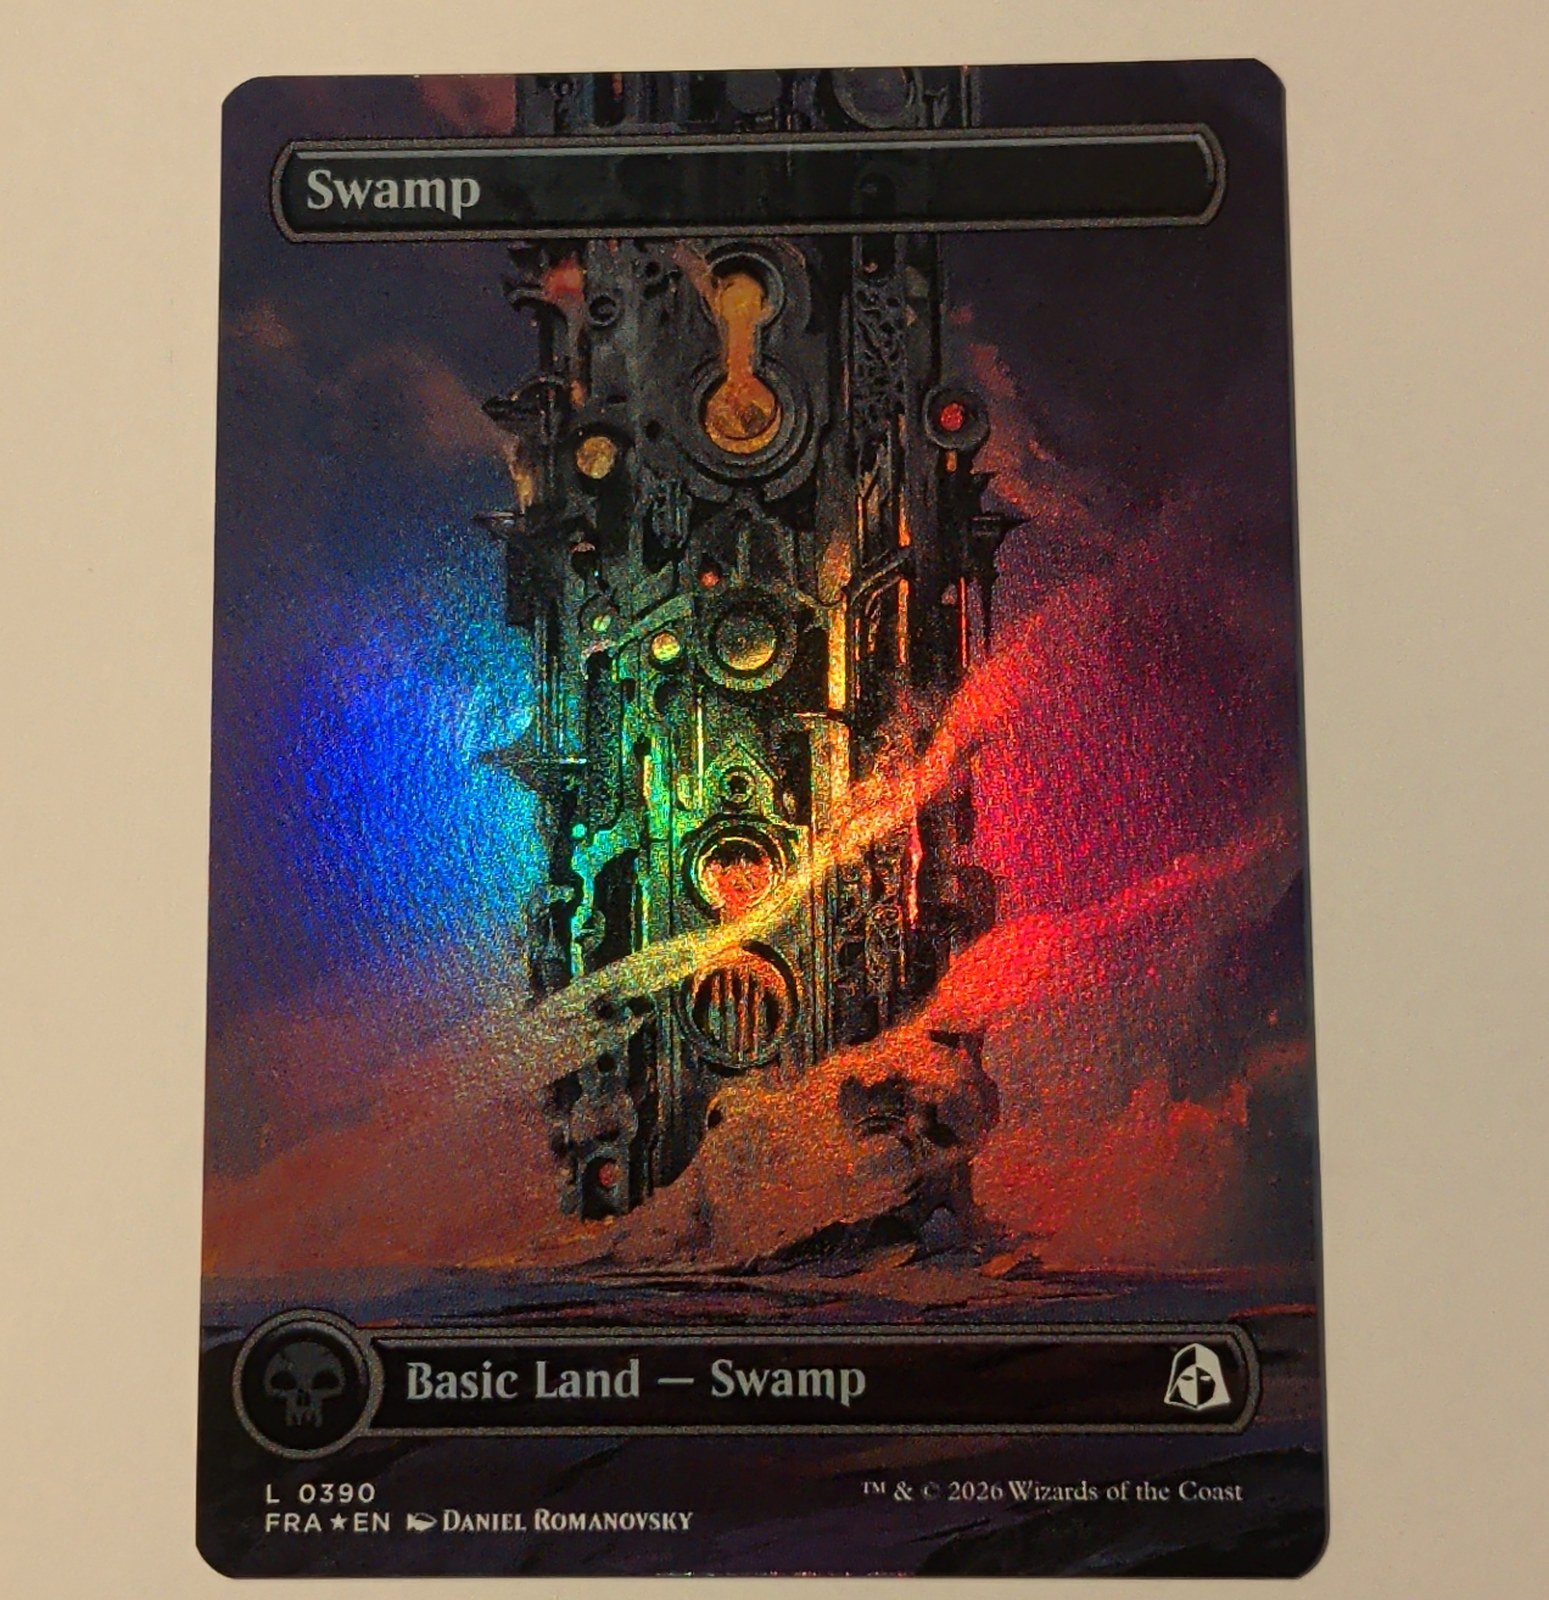 Swamp
Basic Land — Swamp
L 0390
FRA★EN DANIEL ROMANOVSKY
™ & © 2026 Wizards of the Coast